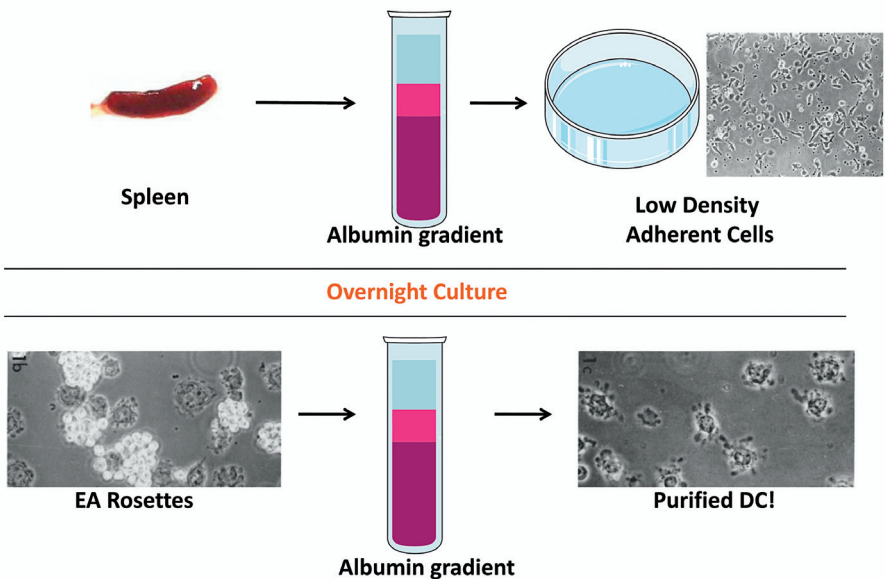 Spleen
Albumin gradient
Low Density
Adherent Cells
Overnight Culture
1b
1c
EA Rosettes
Purified DC!
Albumin gradient